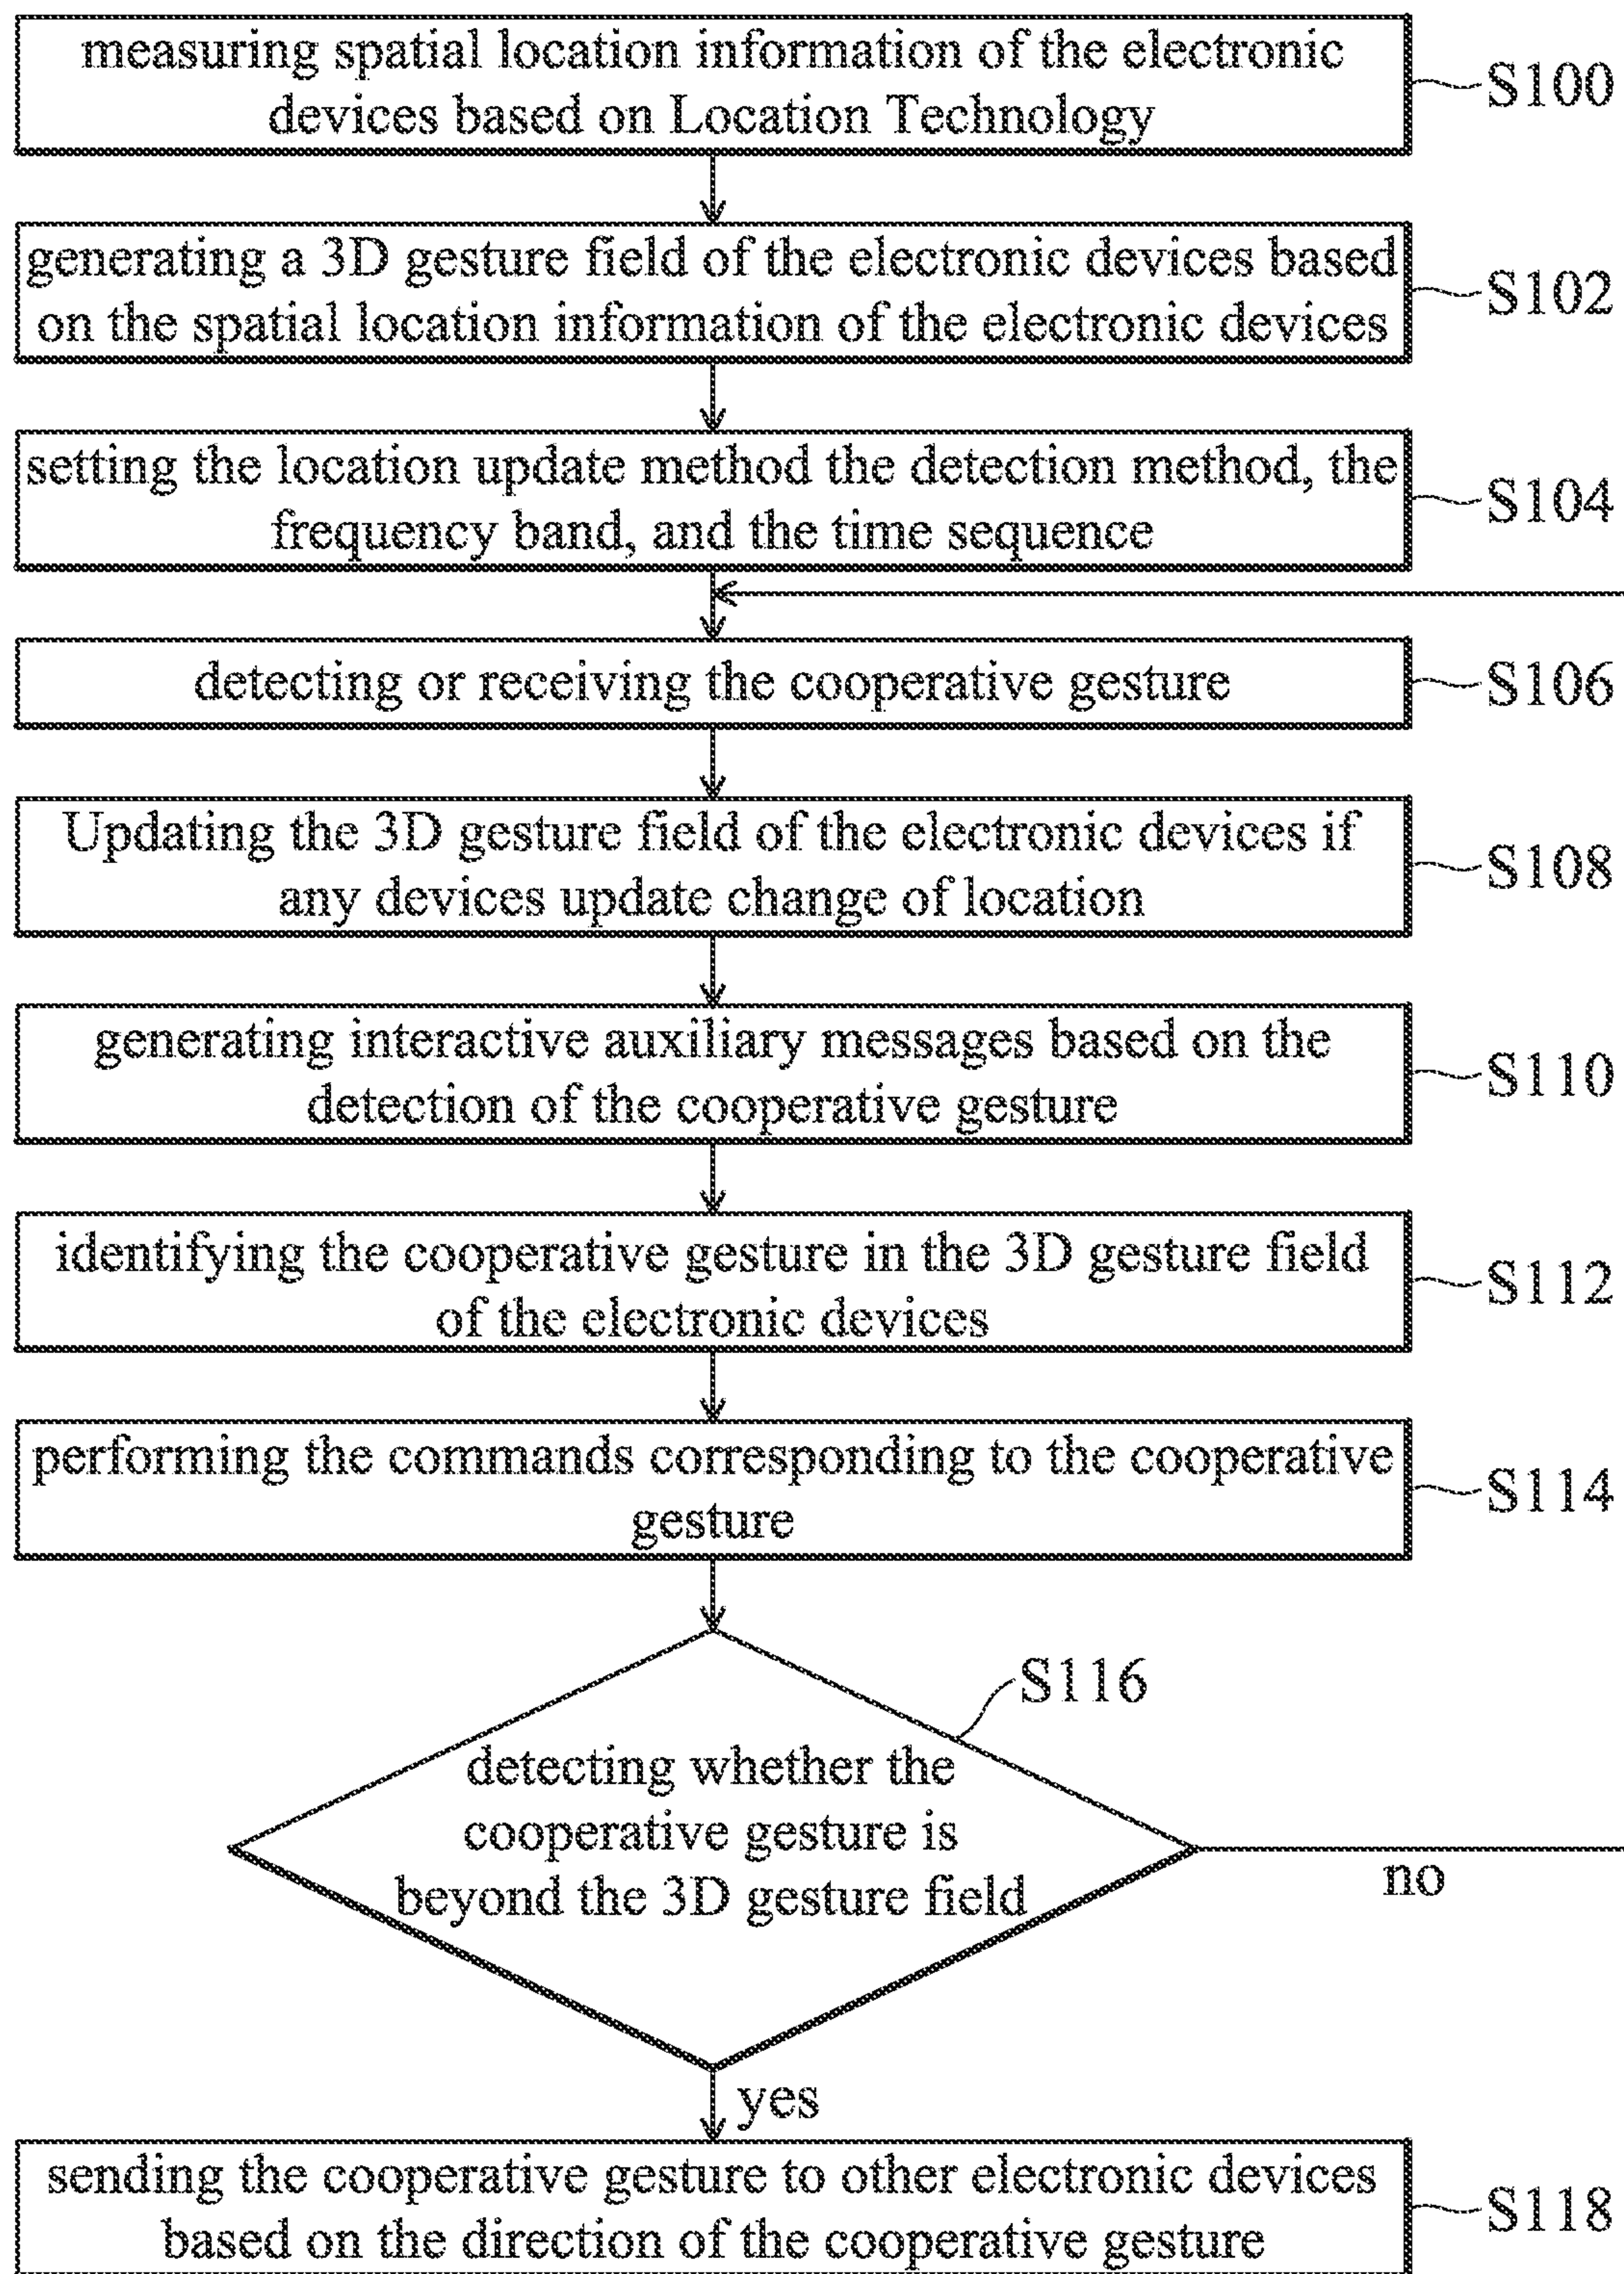 measuring spatial location information of the electronic
devices based on Location Technology
S100
generating a 3D gesture field of the electronic devices based
on the spatial location information of the electronic devices
S102
setting the location update method the detection method, the
frequency band, and the time sequence
S104
detecting or receiving the cooperative gesture
S106
Updating the 3D gesture field of the electronic devices if
any devices update change of location
S108
generating interactive auxiliary messages based on the
detection of the cooperative gesture
S110
identifying the cooperative gesture in the 3D gesture field
of the electronic devices
S112
performing the commands corresponding to the cooperative
gesture
S114
S116
detecting whether the
cooperative gesture is
beyond the 3D gesture field
no
yes
sending the cooperative gesture to other electronic devices
based on the direction of the cooperative gesture
S118